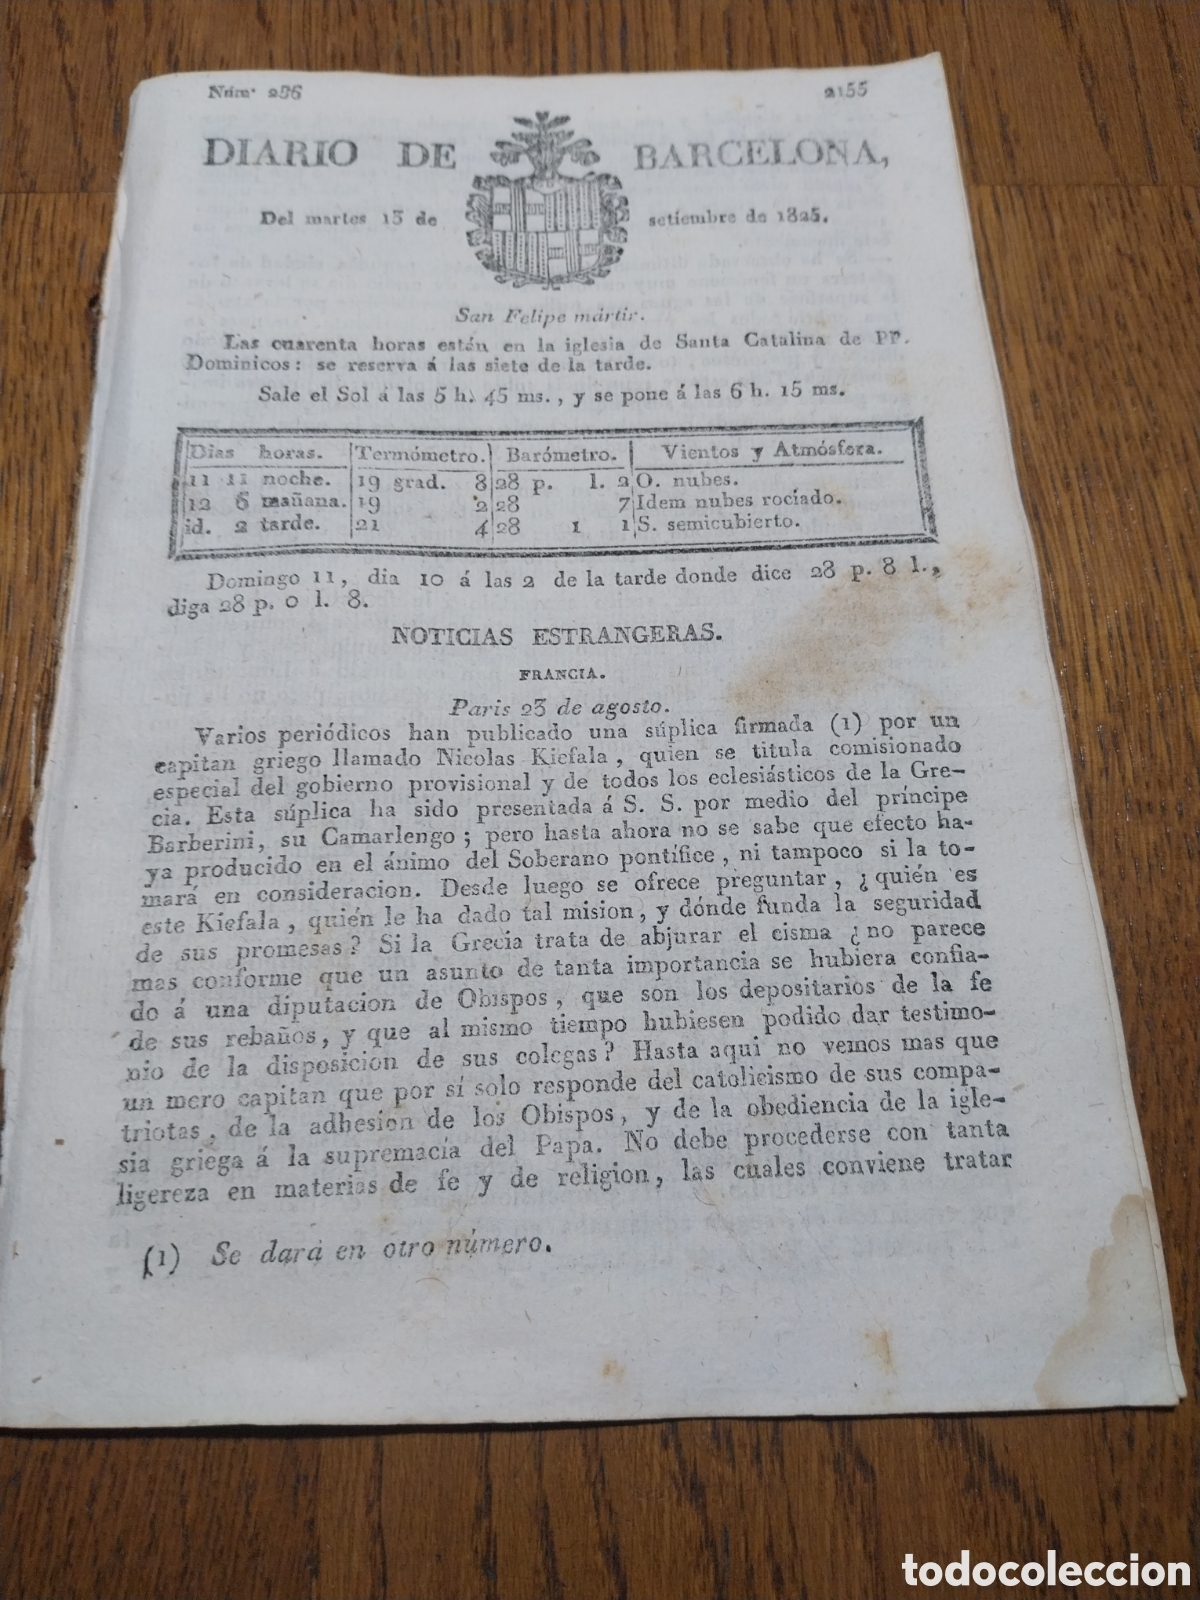 Núm. 256
2155
DIARIO DE BARCELONA,
Del martes 13 de setiembre de 1825.
San Felipe mártir.
Las cuarenta horas están en la iglesia de Santa Catalina de PP.
Dominicos: se reserva á las siete de la tarde.
Sale el Sol á las 5 h. 45 ms., y se pone á las 6 h. 15 ms.
Dias horas. Termómetro. Barómetro. Vientos y Atmósfera.
11 11 noche. 19 grad. 8 28 p. l. 2 O. nubes.
12 6 mañana. 19 2 28 7 Idem nubes rociado.
id. 2 tarde. 21 4 28 1 1 S. semicubierto.
Domingo 11, dia 10 á las 2 de la tarde donde dice 28 p. 8 l.,
diga 28 p. 0 l. 8.
NOTICIAS ESTRANGERAS.
FRANCIA.
Paris 23 de agosto.
Varios periódicos han publicado una súplica firmada (1) por un
capitan griego llamado Nicolas Kiefala, quien se titula comisionado
especial del gobierno provisional y de todos los eclesiásticos de la Gre-
cia. Esta súplica ha sido presentada á S. S. por medio del príncipe
Barberini, su Camarlengo; pero hasta ahora no se sabe que efecto ha-
ya producido en el ánimo del Soberano pontífice, ni tampoco si la to-
mará en consideracion. Desde luego se ofrece preguntar, ¿quién es
este Kiefala, quién le ha dado tal mision, y dónde funda la seguridad
de sus promesas? Si la Grecia trata de abjurar el cisma ¿no parece
mas conforme que un asunto de tanta importancia se hubiera confia-
do á una diputacion de Obispos, que son los depositarios de la fe
de sus rebaños, y que al mismo tiempo hubiesen podido dar testimo-
nio de la disposicion de sus colegas? Hasta aqui no vemos mas que
un mero capitan que por sí solo responde del catolicismo de sus compa-
triotas, de la adhesion de los Obispos, y de la obediencia de la igle-
sia griega á la supremacía del Papa. No debe procederse con tanta
ligereza en materias de fe y de religion, las cuales conviene tratar
(1) Se dará en otro número.
todocoleccion